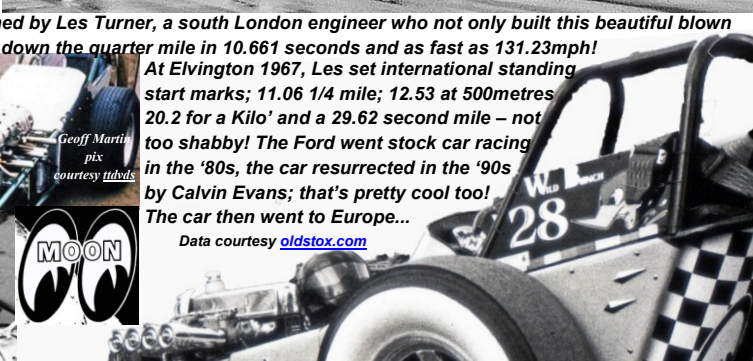 ned by Les Turner, a south London engineer who not only built this beautiful blown
down the quarter mile in 10.661 seconds and as fast as 131.23mph!
At Elvington 1967, Les set international standing
start marks; 11.06 1/4 mile; 12.53 at 500metres
20.2 for a Kilo’ and a 29.62 second mile – not
too shabby! The Ford went stock car racing
in the ‘80s, the car resurrected in the ‘90s
by Calvin Evans; that’s pretty cool too!
The car then went to Europe...
Data courtesy oldstox.com
Geoff Martin
pix
courtesy ttdvds
MOON
WILD BUNCH
28